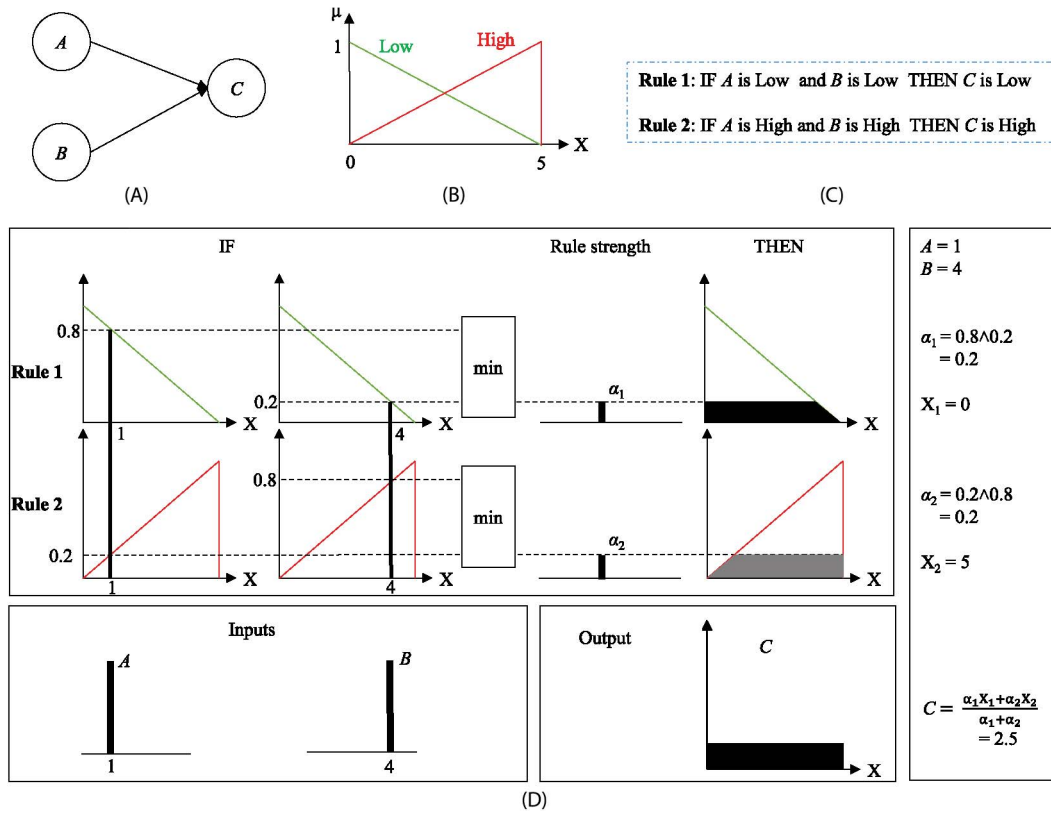 A
B
C
(A)
μ
1
Low
High
0
5
X
(B)
Rule 1: IF A is Low and B is Low THEN C is Low
Rule 2: IF A is High and B is High THEN C is High
(C)
IF
Rule strength
THEN
Rule 1
0.8
1
X
0.2
4
X
min
α₁
X
Rule 2
0.2
1
X
0.8
4
X
min
α₂
X
Inputs
A
1
B
4
Output
C
X
A = 1
B = 4
α₁ = 0.8∧0.2
= 0.2
X₁ = 0
α₂ = 0.2∧0.8
= 0.2
X₂ = 5
C = (α₁X₁+α₂X₂)/(α₁+α₂)
= 2.5
(D)